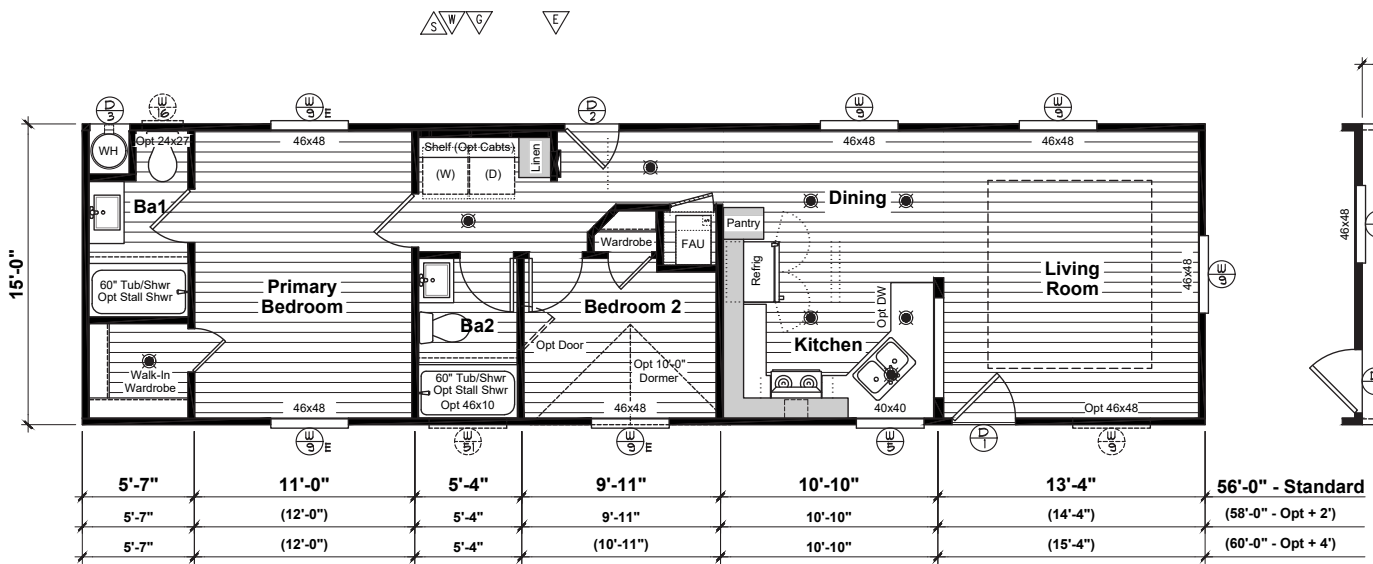 S W G E
D 3
W 16
W 9 E
D 2
W 9
W 9
WH
Opt 24x27
46x48
Shelf (Opt Cabts)
Linen
46x48
46x48
(W) (D)
Ba1
Dining
Pantry
Wardrobe
FAU
Refrig
46x48
W 9
46x48
15'-0"
60" Tub/Shwr
Opt Stall Shwr
Primary
Bedroom
Bedroom 2
Living
Room
Opt DW
Ba2
Opt Door
Kitchen
Opt 10'-0"
Dormer
Walk-In
Wardrobe
60" Tub/Shwr
Opt Stall Shwr
Opt 46x10
46x48
46x48
40x40
Opt 46x48
W 9 E
W 51
W 9 E
W 5
D 1
W 9
5'-7" 11'-0" 5'-4" 9'-11" 10'-10" 13'-4" 56'-0" - Standard
5'-7" (12'-0") 5'-4" 9'-11" 10'-10" (14'-4") (58'-0" - Opt + 2')
5'-7" (12'-0") 5'-4" (10'-11") 10'-10" (15'-4") (60'-0" - Opt + 4')